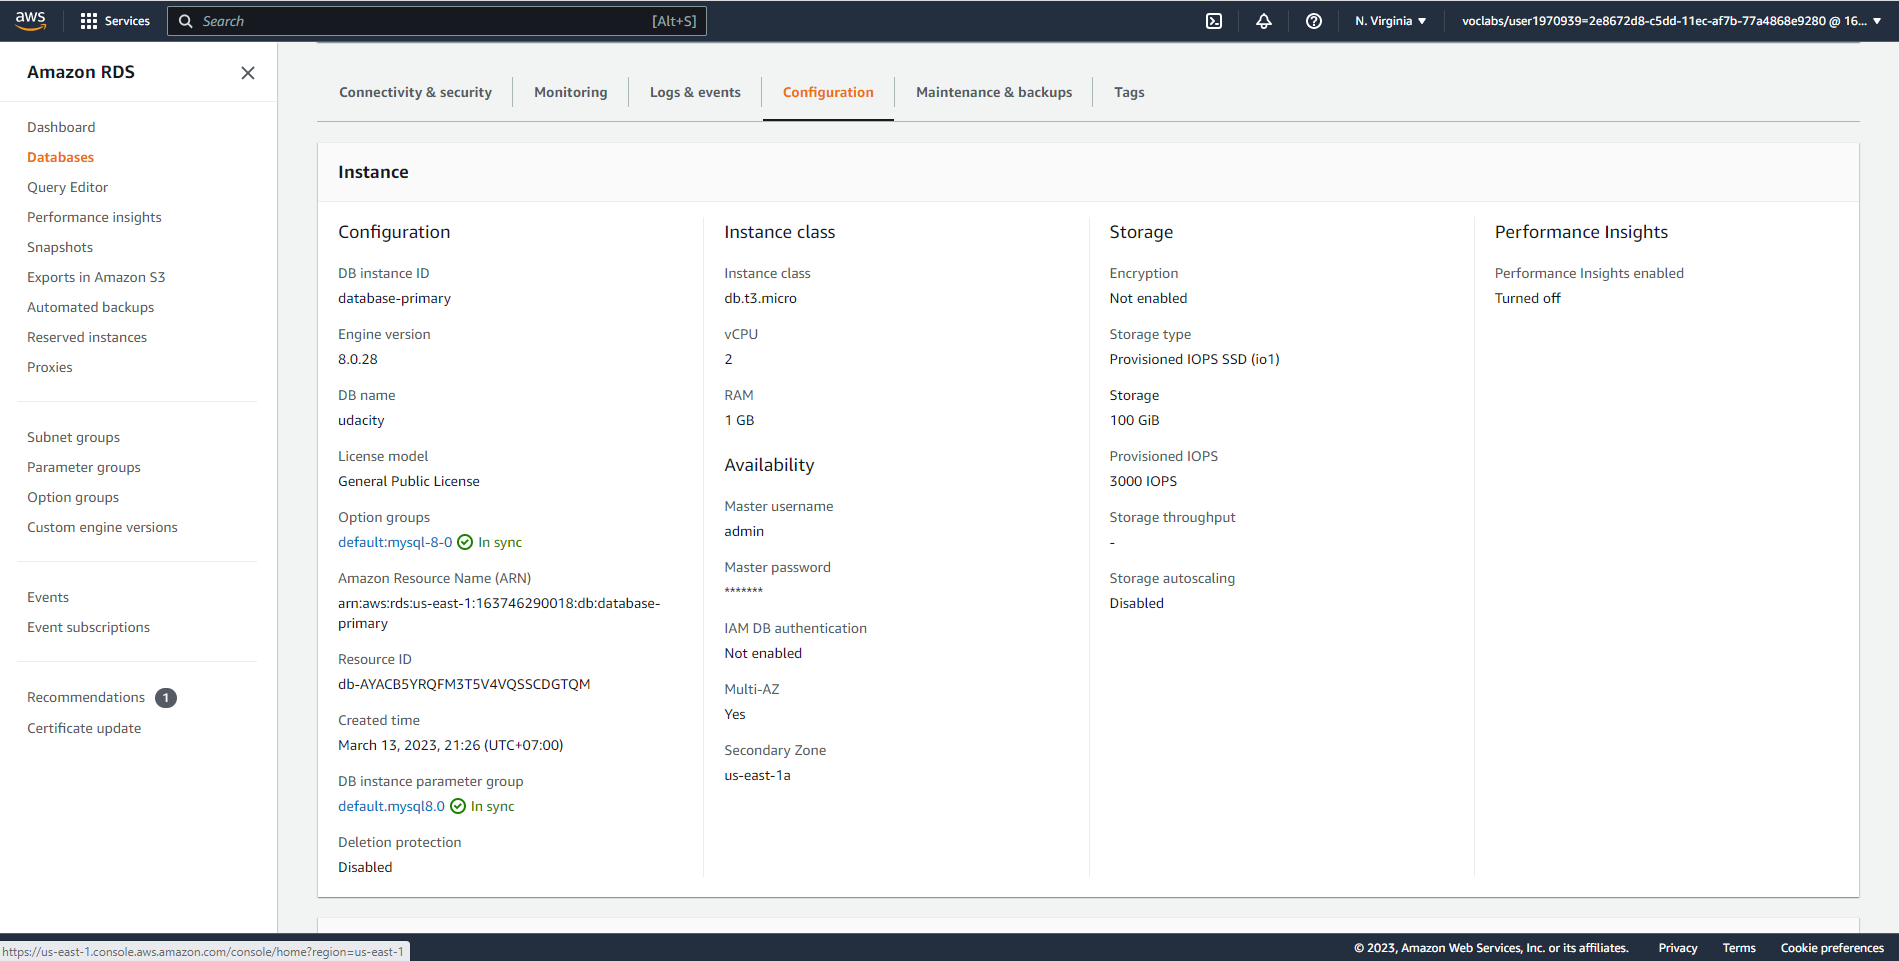 aws
Services
Search
[Alt+S]
N. Virginia
voclabs/user1970939=2e8672d8-c5dd-11ec-af7b-77a4868e9280 @ 16...
Amazon RDS
Dashboard
Databases
Query Editor
Performance insights
Snapshots
Exports in Amazon S3
Automated backups
Reserved instances
Proxies
Subnet groups
Parameter groups
Option groups
Custom engine versions
Events
Event subscriptions
Recommendations 1
Certificate update
Connectivity & security
Monitoring
Logs & events
Configuration
Maintenance & backups
Tags
Instance
Configuration
DB instance ID
database-primary
Engine version
8.0.28
DB name
udacity
License model
General Public License
Option groups
default:mysql-8-0 In sync
Amazon Resource Name (ARN)
arn:aws:rds:us-east-1:163746290018:db:database-
primary
Resource ID
db-AYACB5YRQFM3T5V4VQSSCDGTQM
Created time
March 13, 2023, 21:26 (UTC+07:00)
DB instance parameter group
default.mysql8.0 In sync
Deletion protection
Disabled
Instance class
Instance class
db.t3.micro
vCPU
2
RAM
1 GB
Availability
Master username
admin
Master password
*******
IAM DB authentication
Not enabled
Multi-AZ
Yes
Secondary Zone
us-east-1a
Storage
Encryption
Not enabled
Storage type
Provisioned IOPS SSD (io1)
Storage
100 GiB
Provisioned IOPS
3000 IOPS
Storage throughput
-
Storage autoscaling
Disabled
Performance Insights
Performance Insights enabled
Turned off
https://us-east-1.console.aws.amazon.com/console/home?region=us-east-1
© 2023, Amazon Web Services, Inc. or its affiliates.
Privacy
Terms
Cookie preferences